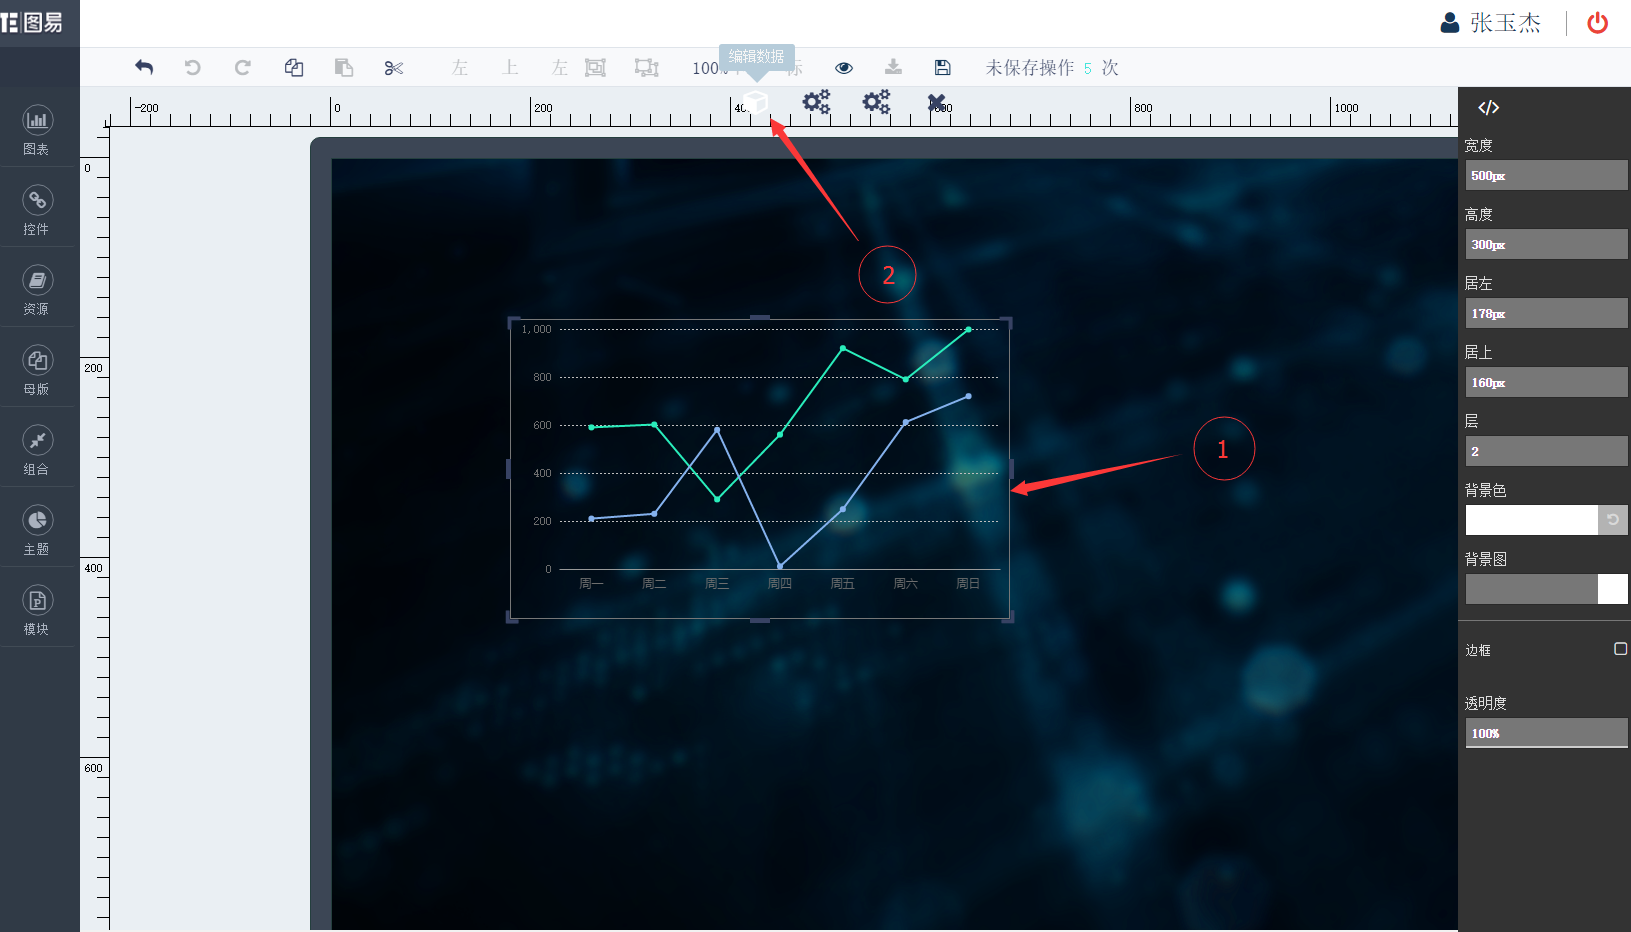 图易
张玉杰
编辑数据
左 上 左 100% 标 未保存操作 5 次
-200 0 200 400 600 800 1000
0
200
400
600
图表
控件
资源
母版
组合
主题
模块
2
1
1,000
800
600
400
200
0
周一 周二 周三 周四 周五 周六 周日
</>
宽度
500px
高度
300px
居左
178px
居上
160px
层
2
背景色
背景图
边框
透明度
100%